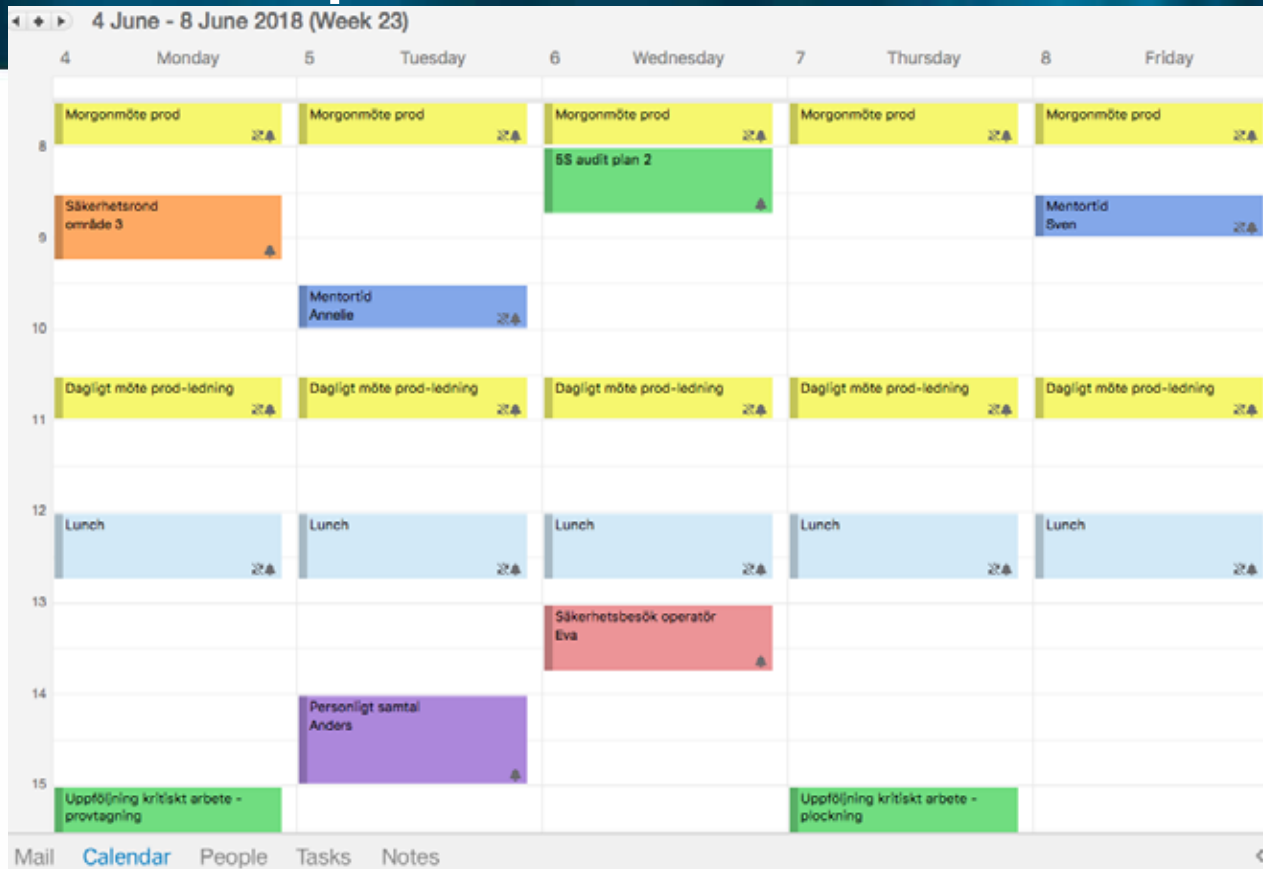 4 June - 8 June 2018 (Week 23)
4 Monday
5 Tuesday
6 Wednesday
7 Thursday
8 Friday
Morgonmöte prod
Morgonmöte prod
Morgonmöte prod
Morgonmöte prod
Morgonmöte prod
8
5S audit plan 2
Säkerhetsrond
område 3
Mentortid
Sven
9
Mentortid
Annelie
10
Dagligt möte prod-ledning
Dagligt möte prod-ledning
Dagligt möte prod-ledning
Dagligt möte prod-ledning
Dagligt möte prod-ledning
11
12
Lunch
Lunch
Lunch
Lunch
Lunch
13
Säkerhetsbesök operatör
Eva
14
Personligt samtal
Anders
15
Uppföljning kritiskt arbete -
provtagning
Uppföljning kritiskt arbete -
plockning
Mail Calendar People Tasks Notes